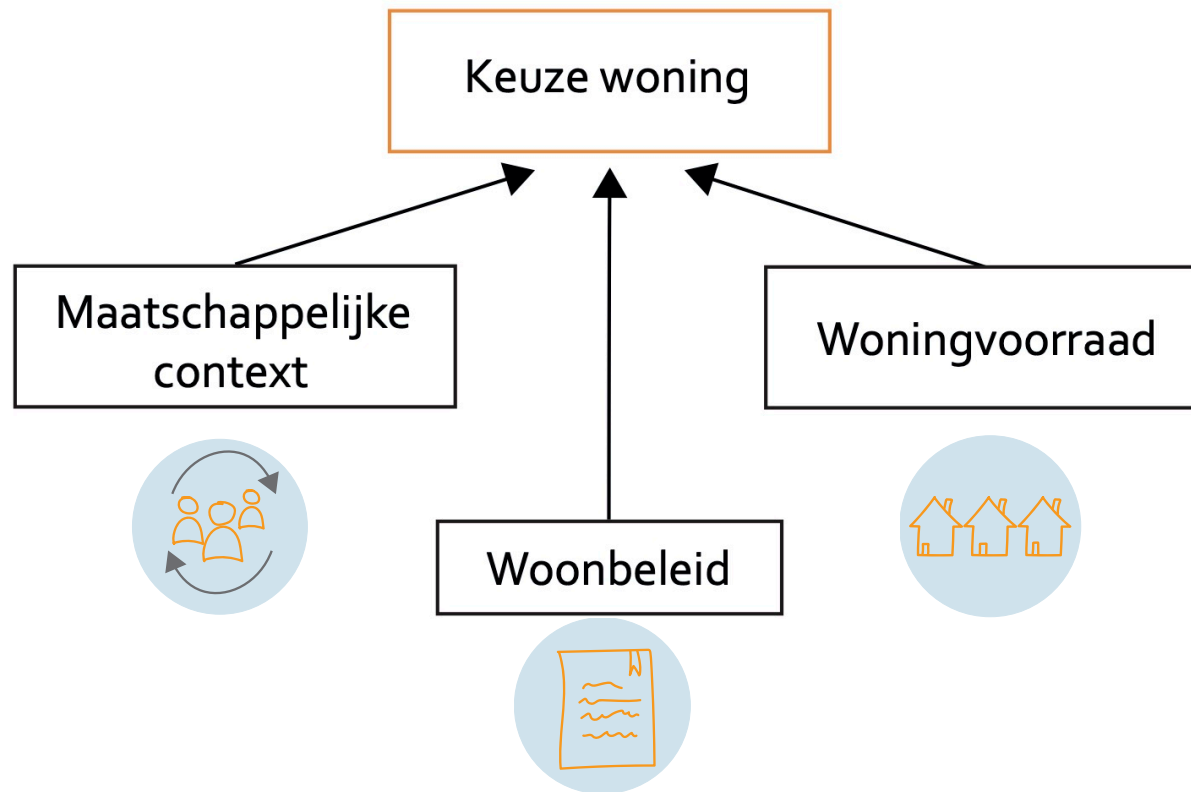 Keuze woning
Maatschappelijke
context
Woningvoorraad
Woonbeleid